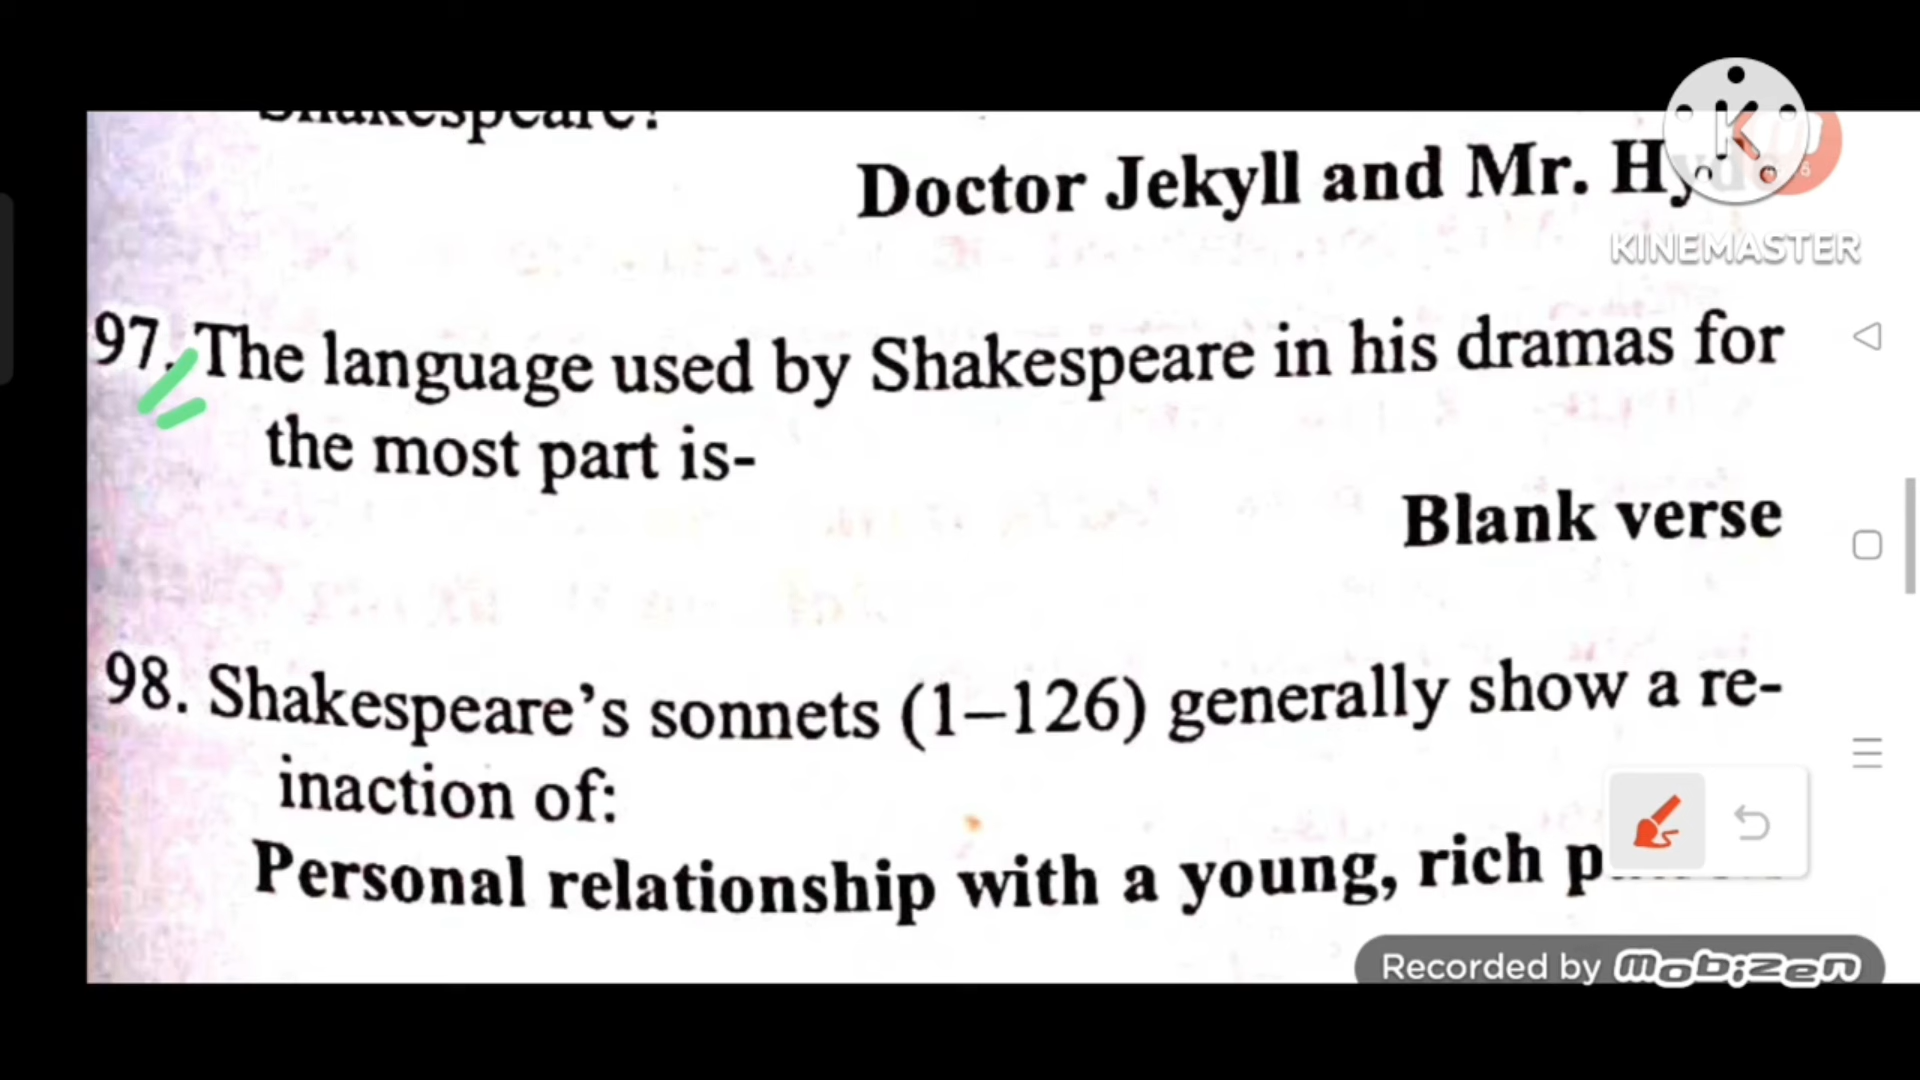 Shakespeare?
Doctor Jekyll and Mr. Hyde
KINEMASTER
97. The language used by Shakespeare in his dramas for
the most part is-
Blank verse
98. Shakespeare's sonnets (1–126) generally show a re-
inaction of:
Personal relationship with a young, rich
Recorded by mobizen